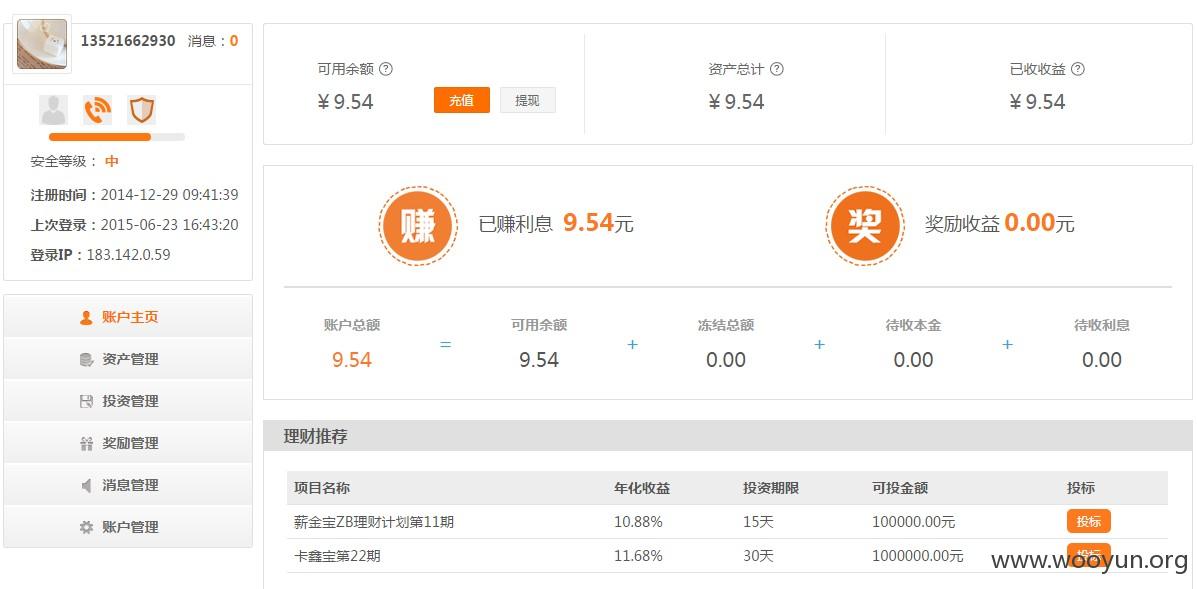 13521662930 消息：0
安全等级： 中
注册时间：2014-12-29 09:41:39
上次登录：2015-06-23 16:43:20
登录IP：183.142.0.59
账户主页
资产管理
投资管理
奖励管理
消息管理
账户管理
可用余额 ?
¥ 9.54 充值 提现
资产总计 ?
¥ 9.54
已收收益 ?
¥ 9.54
赚 已赚利息 9.54元
奖 奖励收益 0.00元
账户总额 可用余额 冻结总额 待收本金 待收利息
9.54 = 9.54 + 0.00 + 0.00 + 0.00
理财推荐
项目名称 年化收益 投资期限 可投金额 投标
薪金宝ZB理财计划第11期 10.88% 15天 100000.00元 投标
卡鑫宝第22期 11.68% 30天 1000000.00元 投标
www.wooyun.org